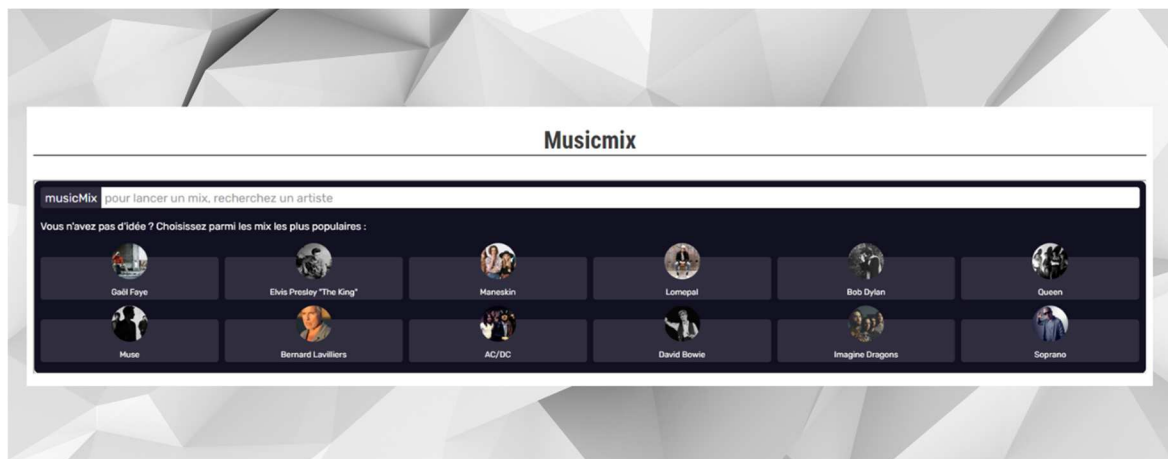 Musicmix
musicMix pour lancer un mix, recherchez un artiste
Vous n'avez pas d'idée ? Choisissez parmi les mix les plus populaires :
Gaël Faye
Elvis Presley "The King"
Maneskin
Lomepal
Bob Dylan
Queen
Muse
Bernard Lavilliers
AC/DC
David Bowie
Imagine Dragons
Soprano